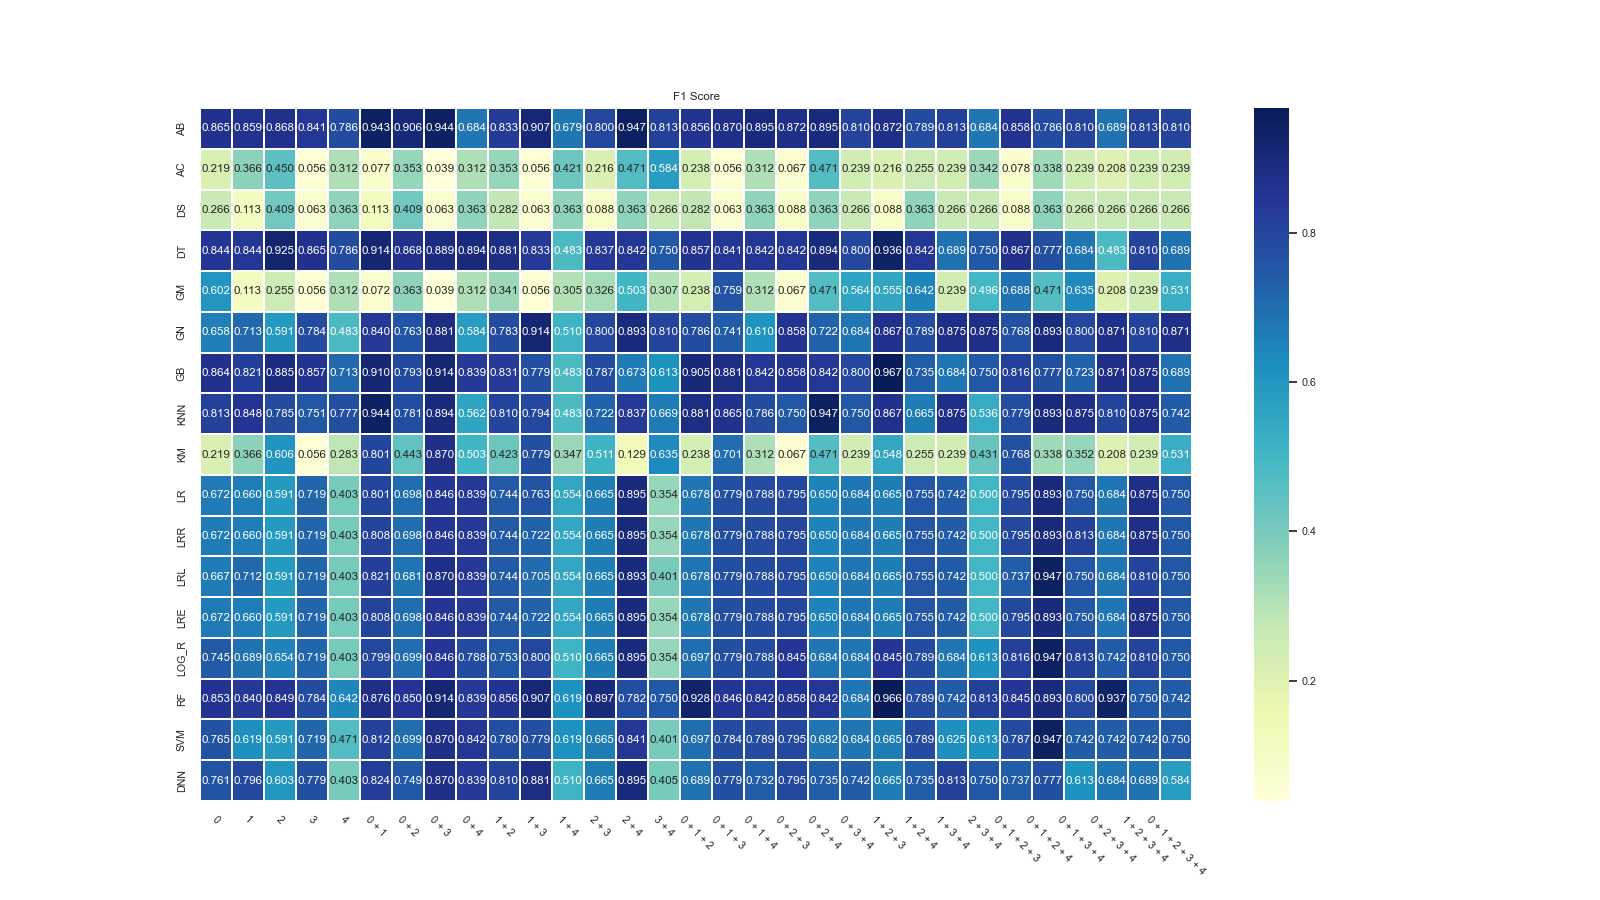 F1 Score
AB 0.865 0.859 0.868 0.841 0.786 0.943 0.906 0.944 0.684 0.833 0.907 0.679 0.800 0.947 0.813 0.856 0.870 0.895 0.872 0.895 0.810 0.872 0.789 0.813 0.684 0.858 0.786 0.810 0.689 0.813 0.810
AC 0.219 0.366 0.450 0.056 0.312 0.077 0.353 0.039 0.312 0.353 0.056 0.421 0.216 0.471 0.584 0.238 0.056 0.312 0.067 0.471 0.239 0.216 0.255 0.239 0.342 0.078 0.338 0.239 0.208 0.239 0.239
DS 0.266 0.113 0.409 0.063 0.363 0.113 0.409 0.063 0.363 0.282 0.063 0.363 0.088 0.363 0.266 0.282 0.063 0.363 0.088 0.363 0.266 0.088 0.363 0.266 0.266 0.088 0.363 0.266 0.266 0.266 0.266
0.8
DT 0.844 0.844 0.925 0.865 0.786 0.914 0.868 0.889 0.894 0.881 0.833 0.483 0.837 0.842 0.750 0.857 0.841 0.842 0.842 0.894 0.800 0.936 0.842 0.689 0.750 0.867 0.777 0.684 0.483 0.810 0.689
GM 0.602 0.113 0.255 0.056 0.312 0.072 0.363 0.039 0.312 0.341 0.056 0.305 0.326 0.503 0.307 0.238 0.759 0.312 0.067 0.471 0.564 0.555 0.642 0.239 0.496 0.688 0.471 0.635 0.208 0.239 0.531
GN 0.658 0.713 0.591 0.784 0.483 0.840 0.763 0.881 0.584 0.783 0.914 0.510 0.800 0.893 0.810 0.786 0.741 0.610 0.858 0.722 0.684 0.867 0.789 0.875 0.875 0.768 0.893 0.800 0.871 0.810 0.871
GB 0.864 0.821 0.885 0.857 0.713 0.910 0.793 0.914 0.839 0.831 0.779 0.483 0.787 0.673 0.613 0.905 0.881 0.842 0.858 0.842 0.800 0.967 0.735 0.684 0.750 0.816 0.777 0.723 0.871 0.875 0.689
0.6
KNN 0.813 0.848 0.785 0.751 0.777 0.944 0.781 0.894 0.562 0.810 0.794 0.483 0.722 0.837 0.669 0.881 0.865 0.786 0.750 0.947 0.750 0.867 0.665 0.875 0.536 0.779 0.893 0.875 0.810 0.875 0.742
KM 0.219 0.366 0.606 0.056 0.283 0.801 0.443 0.870 0.503 0.423 0.779 0.347 0.511 0.129 0.635 0.238 0.701 0.312 0.067 0.471 0.239 0.548 0.255 0.239 0.431 0.768 0.338 0.352 0.208 0.239 0.531
LR 0.672 0.660 0.591 0.719 0.403 0.801 0.698 0.846 0.839 0.744 0.763 0.554 0.665 0.895 0.354 0.678 0.779 0.788 0.795 0.650 0.684 0.665 0.755 0.742 0.500 0.795 0.893 0.750 0.684 0.875 0.750
0.4
LRR 0.672 0.660 0.591 0.719 0.403 0.808 0.698 0.846 0.839 0.744 0.722 0.554 0.665 0.895 0.354 0.678 0.779 0.788 0.795 0.650 0.684 0.665 0.755 0.742 0.500 0.795 0.893 0.813 0.684 0.875 0.750
LRL 0.667 0.712 0.591 0.719 0.403 0.821 0.681 0.870 0.839 0.744 0.705 0.554 0.665 0.893 0.401 0.678 0.779 0.788 0.795 0.650 0.684 0.665 0.755 0.742 0.500 0.737 0.947 0.750 0.684 0.810 0.750
LRE 0.672 0.660 0.591 0.719 0.403 0.808 0.698 0.846 0.839 0.744 0.722 0.554 0.665 0.895 0.354 0.678 0.779 0.788 0.795 0.650 0.684 0.665 0.755 0.742 0.500 0.795 0.893 0.750 0.684 0.875 0.750
LOG_R 0.745 0.689 0.654 0.719 0.403 0.799 0.699 0.846 0.788 0.753 0.800 0.510 0.665 0.895 0.354 0.697 0.779 0.788 0.845 0.684 0.684 0.845 0.789 0.684 0.613 0.816 0.947 0.813 0.742 0.810 0.750
0.2
RF 0.853 0.840 0.849 0.784 0.642 0.876 0.850 0.914 0.839 0.856 0.907 0.619 0.897 0.782 0.750 0.928 0.846 0.842 0.858 0.842 0.684 0.966 0.789 0.742 0.813 0.845 0.893 0.800 0.937 0.750 0.742
SVM 0.765 0.619 0.591 0.719 0.471 0.812 0.699 0.870 0.842 0.780 0.779 0.619 0.665 0.841 0.401 0.697 0.784 0.789 0.795 0.682 0.684 0.665 0.789 0.625 0.613 0.787 0.947 0.742 0.742 0.742 0.750
DNN 0.761 0.796 0.603 0.779 0.403 0.824 0.749 0.870 0.839 0.810 0.881 0.510 0.665 0.895 0.405 0.689 0.779 0.732 0.795 0.735 0.742 0.665 0.735 0.813 0.750 0.737 0.777 0.613 0.684 0.689 0.584
0
1
2
3
4
0 + 1
0 + 2
0 + 3
0 + 4
1 + 2
1 + 3
1 + 4
2 + 3
2 + 4
3 + 4
0 + 1 + 2
0 + 1 + 3
0 + 1 + 4
0 + 2 + 3
0 + 2 + 4
0 + 3 + 4
1 + 2 + 3
1 + 2 + 4
1 + 3 + 4
2 + 3 + 4
0 + 1 + 2 + 3
0 + 1 + 2 + 4
0 + 1 + 3 + 4
0 + 2 + 3 + 4
1 + 2 + 3 + 4
0 + 1 + 2 + 3 + 4